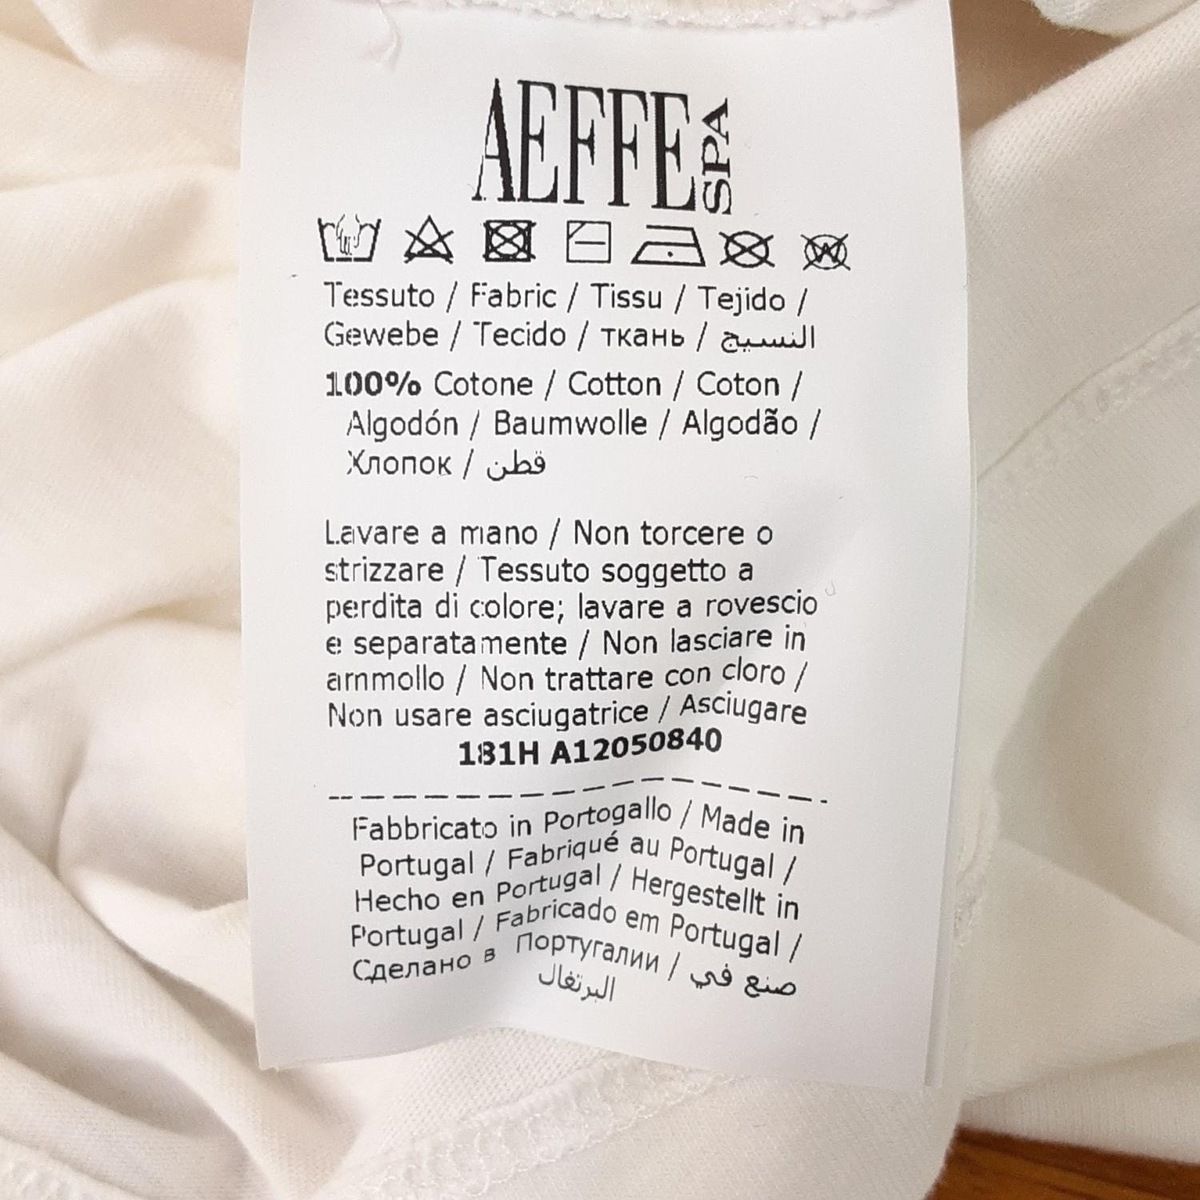 AEFFE SPA
Tessuto / Fabric / Tissu / Tejido /
Gewebe / Tecido / ткань / النسيج
100% Cotone / Cotton / Coton /
Algodón / Baumwolle / Algodão /
Хлопок / قطن
Lavare a mano / Non torcere o
strizzare / Tessuto soggetto a
perdita di colore; lavare a rovescio
e separatamente / Non lasciare in
ammollo / Non trattare con cloro /
Non usare asciugatrice / Asciugare
181H A12050840
Fabbricato in Portogallo / Made in
Portugal / Fabriqué au Portugal /
Hecho en Portugal / Hergestellt in
Portugal / Fabricado em Portugal /
Сделано в Португалии / صنع في
البرتغال